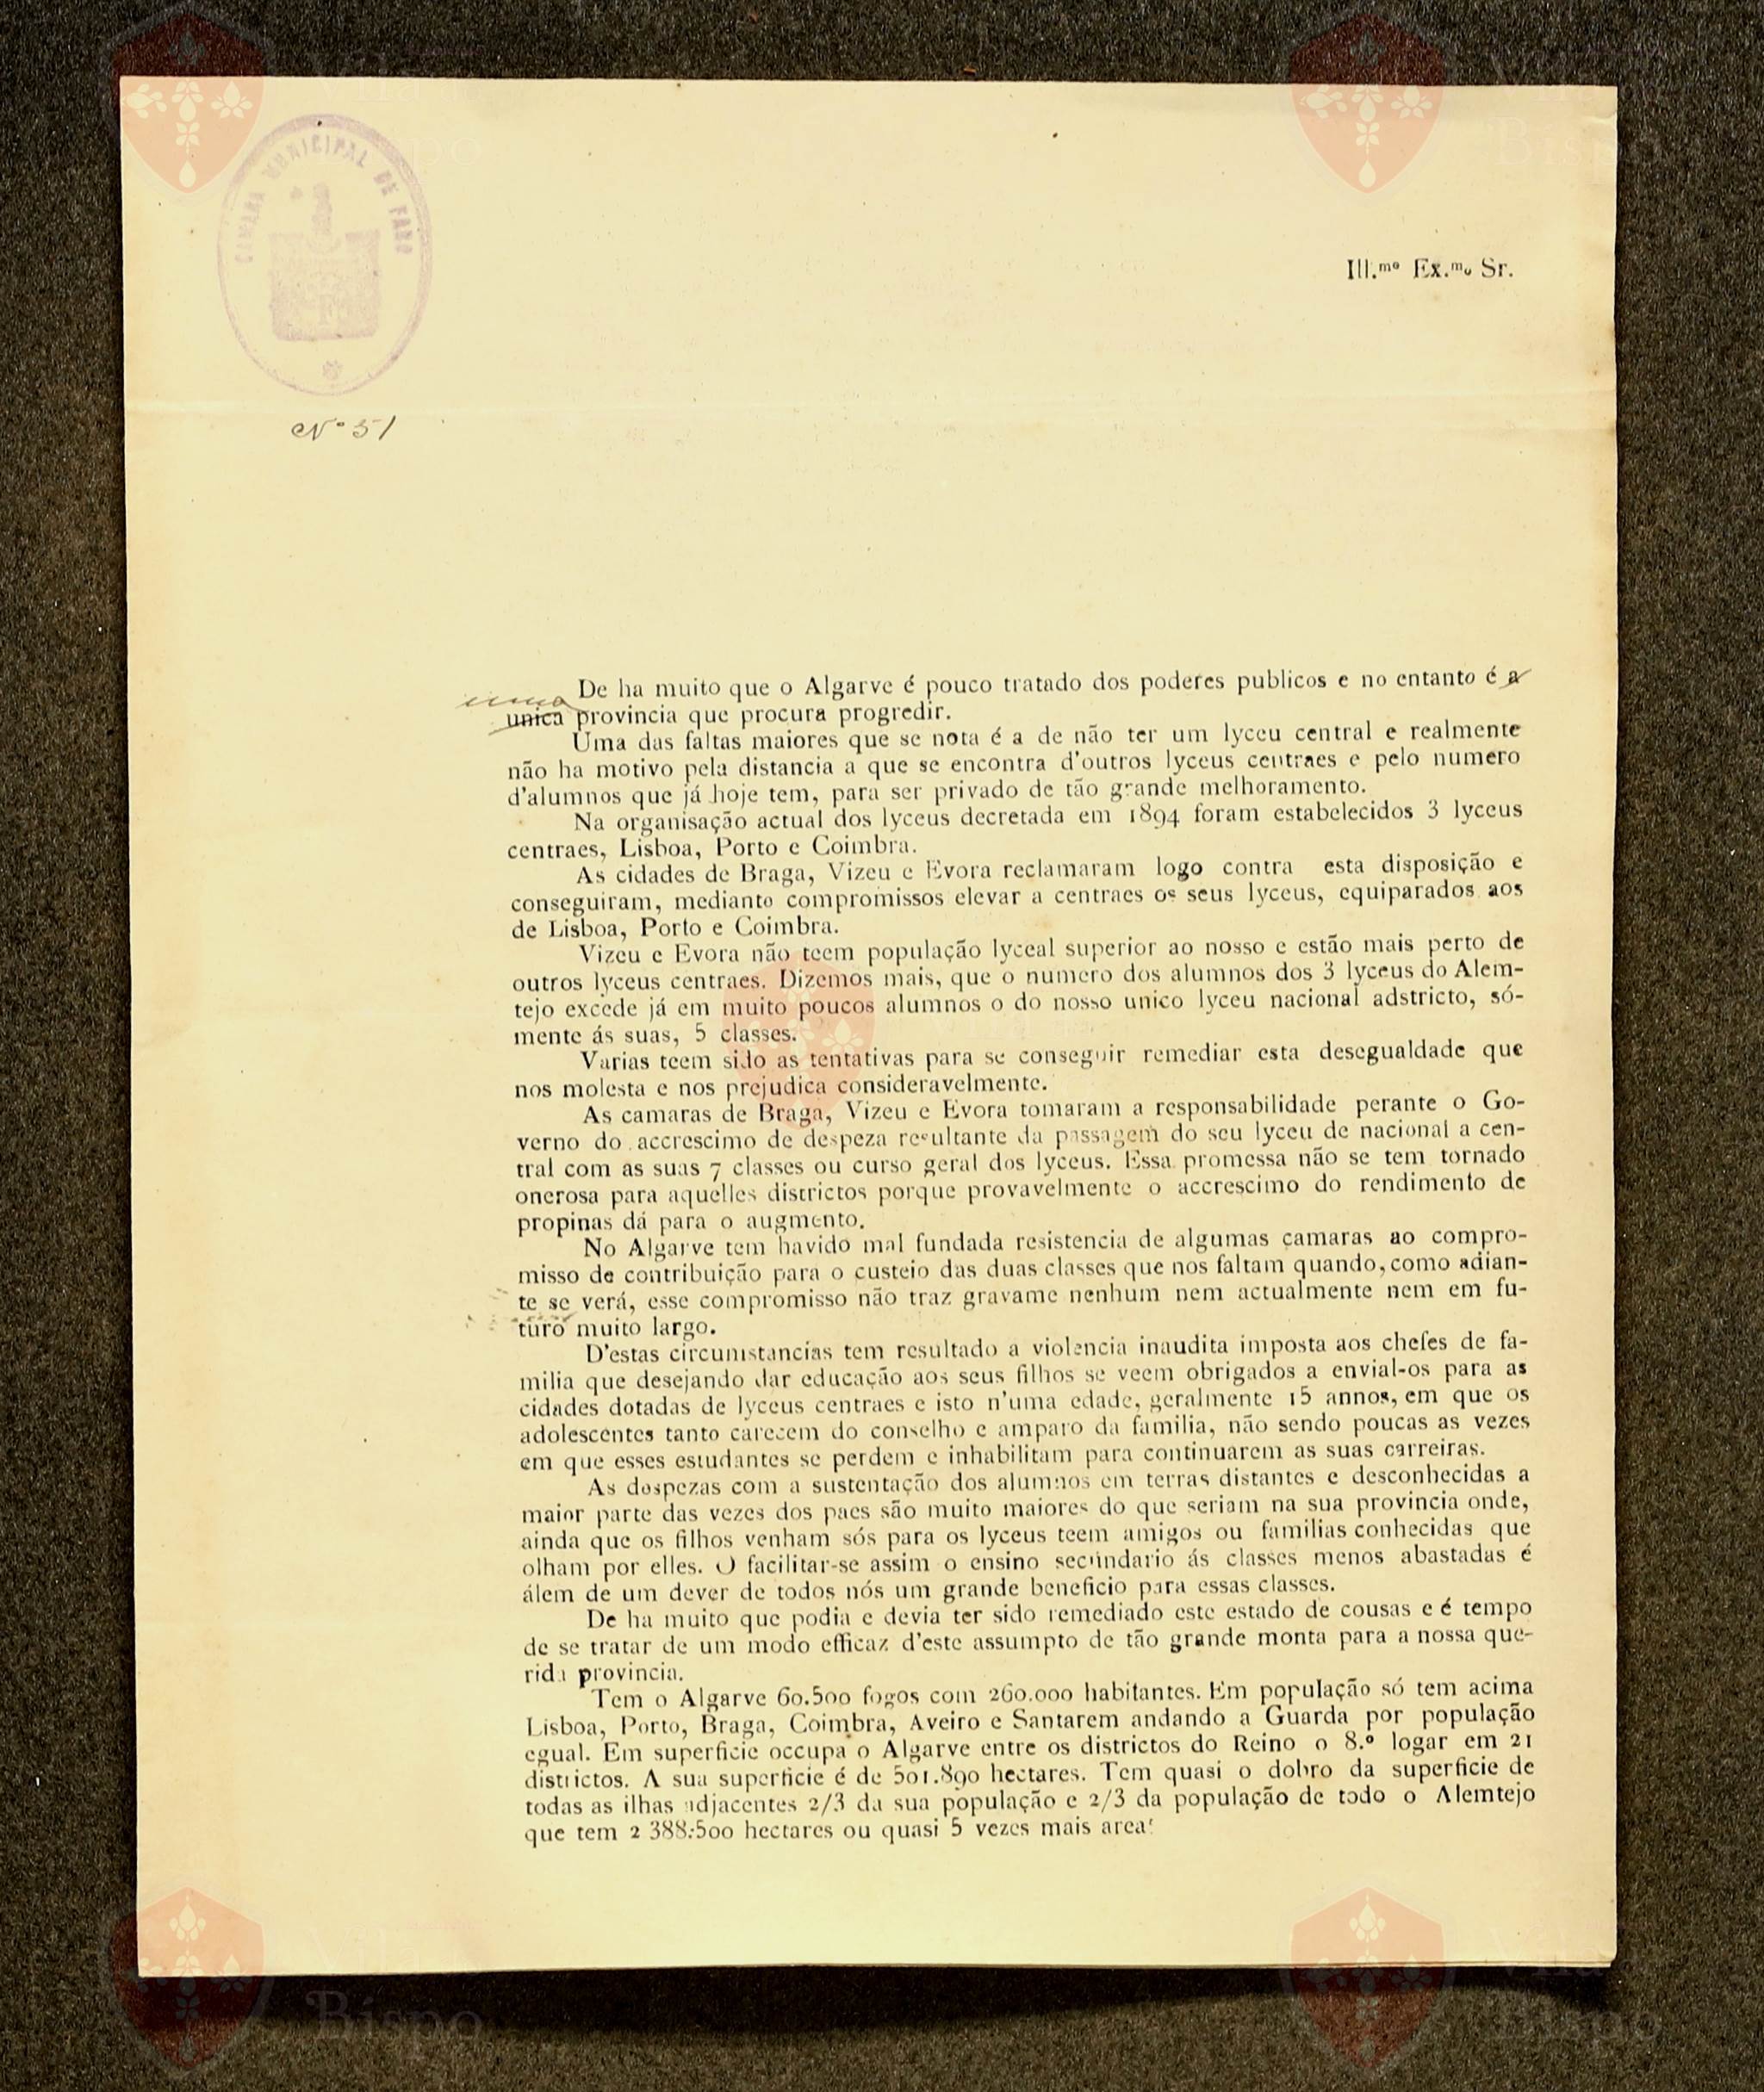 CAMARA MUNICIPAL DE FARO
Ill.mo Ex.mo Sr.
Nº 51
De ha muito que o Algarve é pouco tratado dos poderes publicos e no entanto é a
uma
unica provincia que procura progredir.
Uma das faltas maiores que se nota é a de não ter um lyceu central e realmente
não ha motivo pela distancia a que se encontra d'outros lyceus centraes e pelo numero
d'alumnos que já hoje tem, para ser privado de tão grande melhoramento.
Na organisação actual dos lyceus decretada em 1894 foram estabelecidos 3 lyceus
centraes, Lisboa, Porto e Coimbra.
As cidades de Braga, Vizeu e Evora reclamaram logo contra esta disposição e
conseguiram, medianto compromissos elevar a centraes os seus lyceus, equiparados aos
de Lisboa, Porto e Coimbra.
Vizeu e Evora não teem população lyceal superior ao nosso e estão mais perto de
outros lyceus centraes. Dizemos mais, que o numero dos alumnos dos 3 lyceus do Alem-
tejo excede já em muito poucos alumnos o do nosso unico lyceu nacional adstricto, só-
mente ás suas, 5 classes.
Varias teem sido as tentativas para se conseguir remediar esta desegualdade que
nos molesta e nos prejudica consideravelmente.
As camaras de Braga, Vizeu e Evora tomaram a responsabilidade perante o Go-
verno do accrescimo de despeza resultante da passagem do seu lyceu de nacional a cen-
tral com as suas 7 classes ou curso geral dos lyceus. Essa promessa não se tem tornado
onerosa para aquelles districtos porque provavelmente o accrescimo do rendimento de
propinas dá para o augmento.
No Algarve tem havido mal fundada resistencia de algumas camaras ao compro-
misso de contribuição para o custeio das duas classes que nos faltam quando, como adian-
te se verá, esse compromisso não traz gravame nenhum nem actualmente nem em fu-
turo muito largo.
D'estas circumstancias tem resultado a violencia inaudita imposta aos chefes de fa-
milia que desejando dar educação aos seus filhos se veem obrigados a envial-os para as
cidades dotadas de lyceus centraes e isto n'uma edade, geralmente 15 annos, em que os
adolescentes tanto carecem do conselho e amparo da familia, não sendo poucas as vezes
em que esses estudantes se perdem e inhabilitam para continuarem as suas carreiras.
As despezas com a sustentação dos alumnos em terras distantes e desconhecidas a
maior parte das vezes dos paes são muito maiores do que seriam na sua provincia onde,
ainda que os filhos venham sós para os lyceus teem amigos ou familias conhecidas que
olham por elles. O facilitar-se assim o ensino secundario ás classes menos abastadas é
álem de um dever de todos nós um grande beneficio para essas classes.
De ha muito que podia e devia ter sido remediado este estado de cousas e é tempo
de se tratar de um modo efficaz d'este assumpto de tão grande monta para a nossa que-
rida provincia.
Tem o Algarve 60.500 fogos com 260.000 habitantes. Em população só tem acima
Lisboa, Porto, Braga, Coimbra, Aveiro e Santarem andando a Guarda por população
egual. Em superficie occupa o Algarve entre os districtos do Reino o 8.º logar em 21
districtos. A sua superficie é de 501.890 hectares. Tem quasi o dobro da superficie de
todas as ilhas adjacentes 2/3 da sua população e 2/3 da população de todo o Alemtejo
que tem 2 388.500 hectares ou quasi 5 vezes mais area!
Vila
Bispo
Vila
Bispo